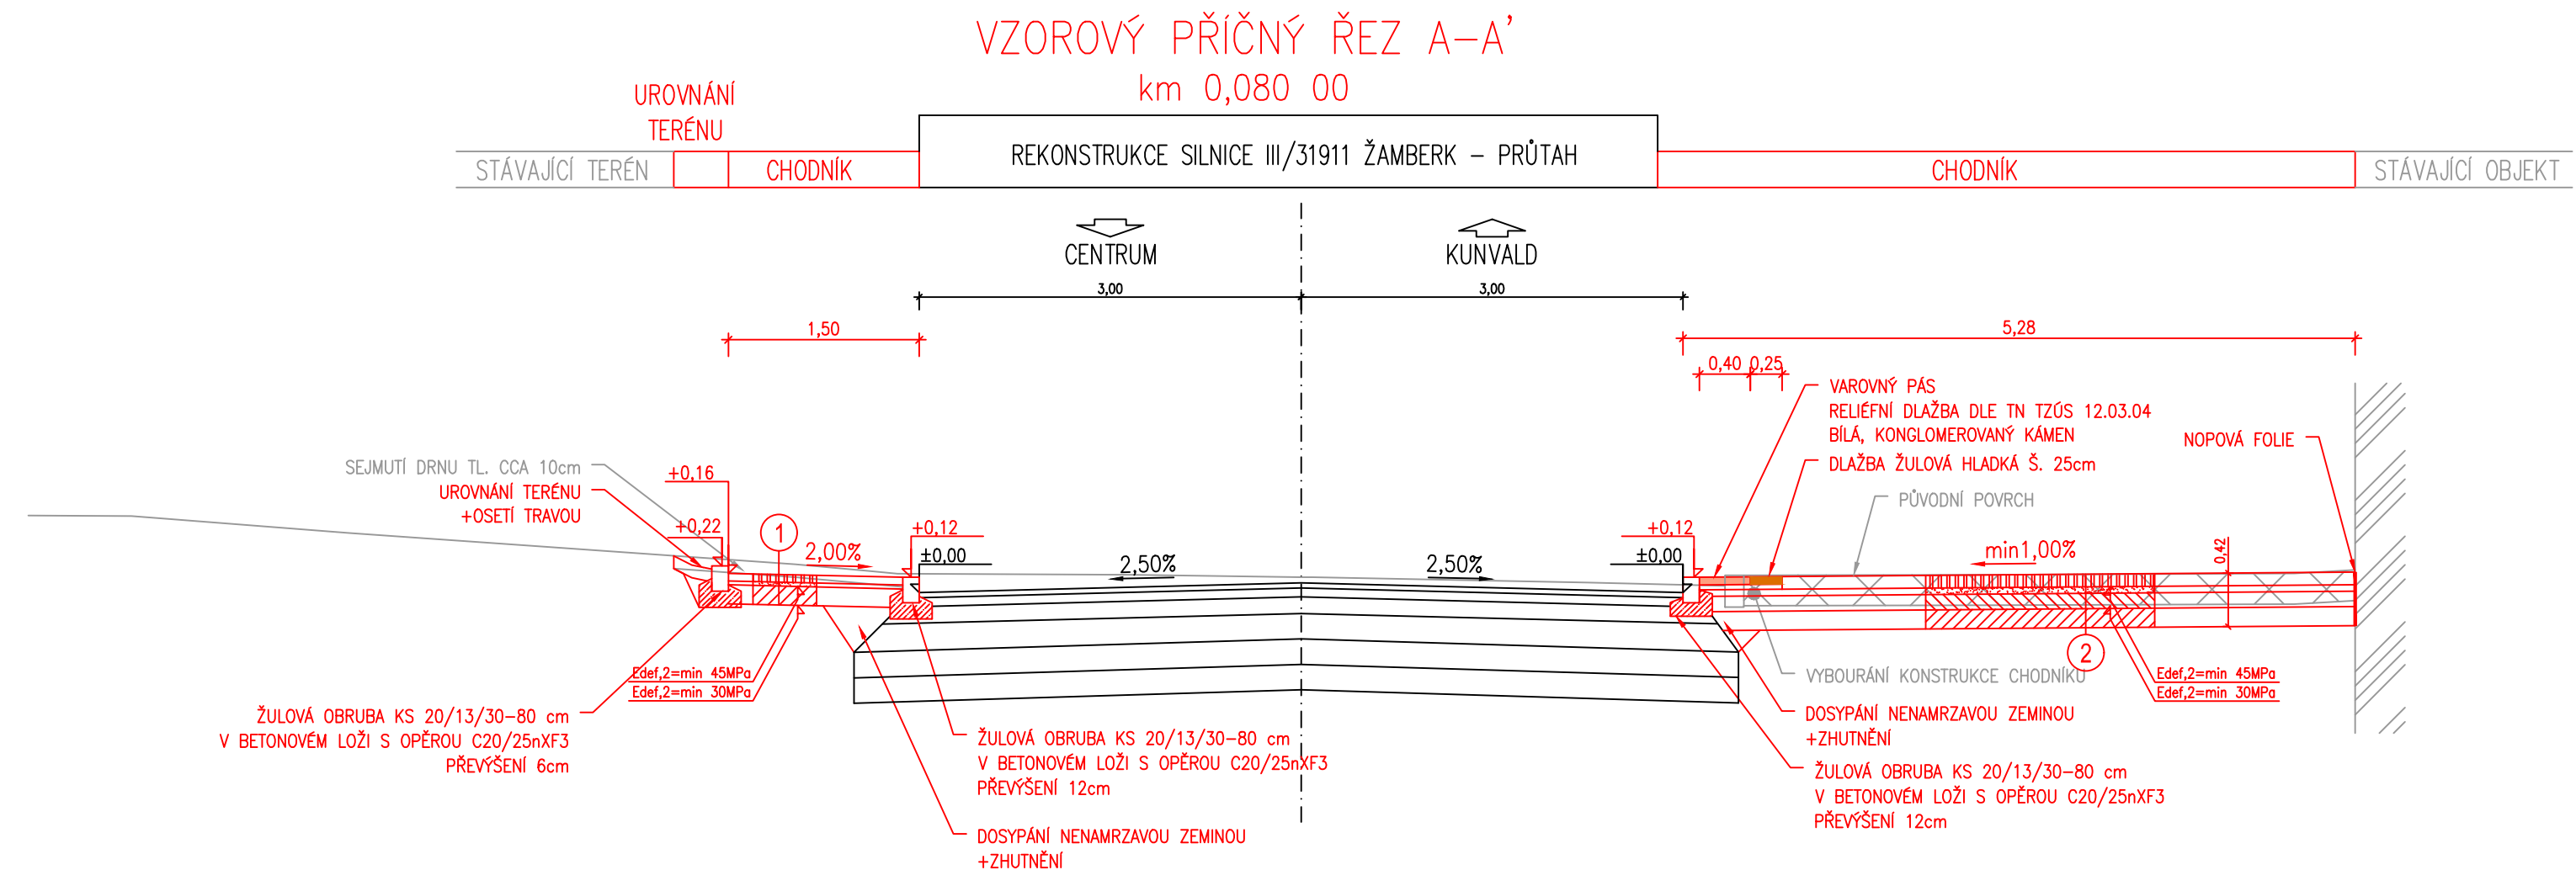 VZOROVÝ PŘÍČNÝ ŘEZ A-A'
km 0,080 00
UROVNÁNÍ
TERÉNU
STÁVAJÍCÍ TERÉN
CHODNÍK
REKONSTRUKCE SILNICE III/31911 ŽAMBERK - PRŮTAH
CHODNÍK
STÁVAJÍCÍ OBJEKT
CENTRUM
KUNVALD
3,00
3,00
1,50
5,28
0,40
0,25
VAROVNÝ PÁS
RELIÉFNÍ DLAŽBA DLE TN TZÚS 12.03.04
BÍLÁ, KONGLOMEROVANÝ KÁMEN
DLAŽBA ŽULOVÁ HLADKÁ Š. 25cm
NOPOVÁ FOLIE
PŮVODNÍ POVRCH
SEJMUTÍ DRNU TL. CCA 10cm
UROVNÁNÍ TERÉNU
+OSETÍ TRAVOU
+0,16
+0,22
1
2,00%
+0,12
±0,00
2,50%
2,50%
+0,12
±0,00
min1,00%
0,42
2
Edef,2=min 45MPa
Edef,2=min 30MPa
Edef,2=min 45MPa
Edef,2=min 30MPa
VYBOURÁNÍ KONSTRUKCE CHODNÍKU
DOSYPÁNÍ NENAMRZAVOU ZEMINOU
+ZHUTNĚNÍ
ŽULOVÁ OBRUBA KS 20/13/30-80 cm
V BETONOVÉM LOŽI S OPĚROU C20/25nXF3
PŘEVÝŠENÍ 6cm
ŽULOVÁ OBRUBA KS 20/13/30-80 cm
V BETONOVÉM LOŽI S OPĚROU C20/25nXF3
PŘEVÝŠENÍ 12cm
ŽULOVÁ OBRUBA KS 20/13/30-80 cm
V BETONOVÉM LOŽI S OPĚROU C20/25nXF3
PŘEVÝŠENÍ 12cm
DOSYPÁNÍ NENAMRZAVOU ZEMINOU
+ZHUTNĚNÍ